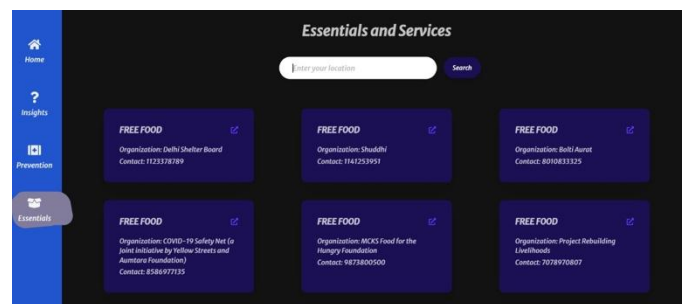 Essentials and Services
Home
Enter your location
Search
Insights
Prevention
Essentials
FREE FOOD
Organization: Delhi Shelter Board
Contact: 1123378789
FREE FOOD
Organization: Shuddhi
Contact: 1141253951
FREE FOOD
Organization: Bolti Aurat
Contact: 8010833325
FREE FOOD
Organization: COVID-19 Safety Net (a
joint initiative by Yellow Streets and
Aumtara Foundation)
Contact: 8586977135
FREE FOOD
Organization: MCKS Food for the
Hungry Foundation
Contact: 9873800500
FREE FOOD
Organization: Project Rebuilding
Livelihoods
Contact: 7078970807